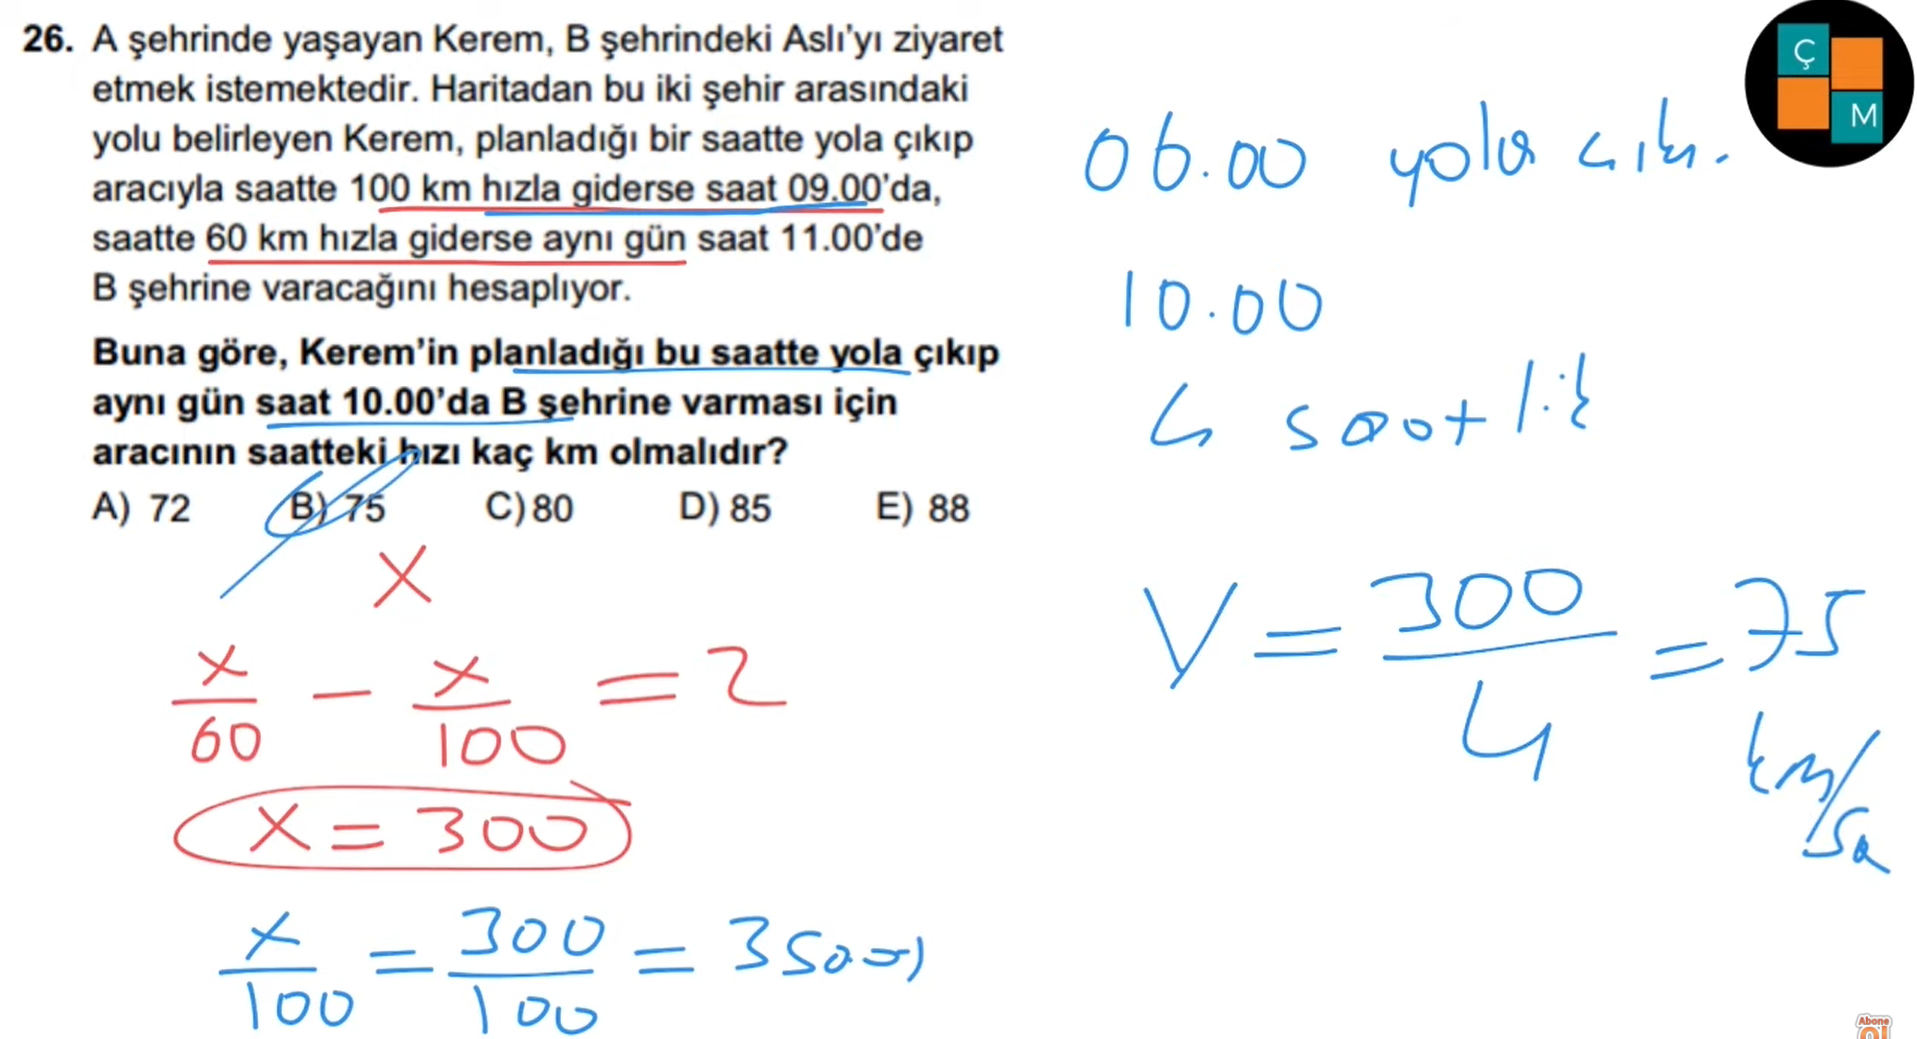 26. A şehrinde yaşayan Kerem, B şehrindeki Aslı'yı ziyaret
etmek istemektedir. Haritadan bu iki şehir arasındaki
yolu belirleyen Kerem, planladığı bir saatte yola çıkıp
aracıyla saatte 100 km hızla giderse saat 09.00'da,
saatte 60 km hızla giderse aynı gün saat 11.00'de
B şehrine varacağını hesaplıyor.
Buna göre, Kerem'in planladığı bu saatte yola çıkıp
aynı gün saat 10.00'da B şehrine varması için
aracının saatteki hızı kaç km olmalıdır?
A) 72 B) 75 C) 80 D) 85 E) 88
x
x/60 - x/100 = 2
x = 300
x/100 = 300/100 = 3 saat
06.00 yola çık.
10.00
4 saatlik
V = 300/4 = 75
km/sa
Ç
M
Abone
Ol